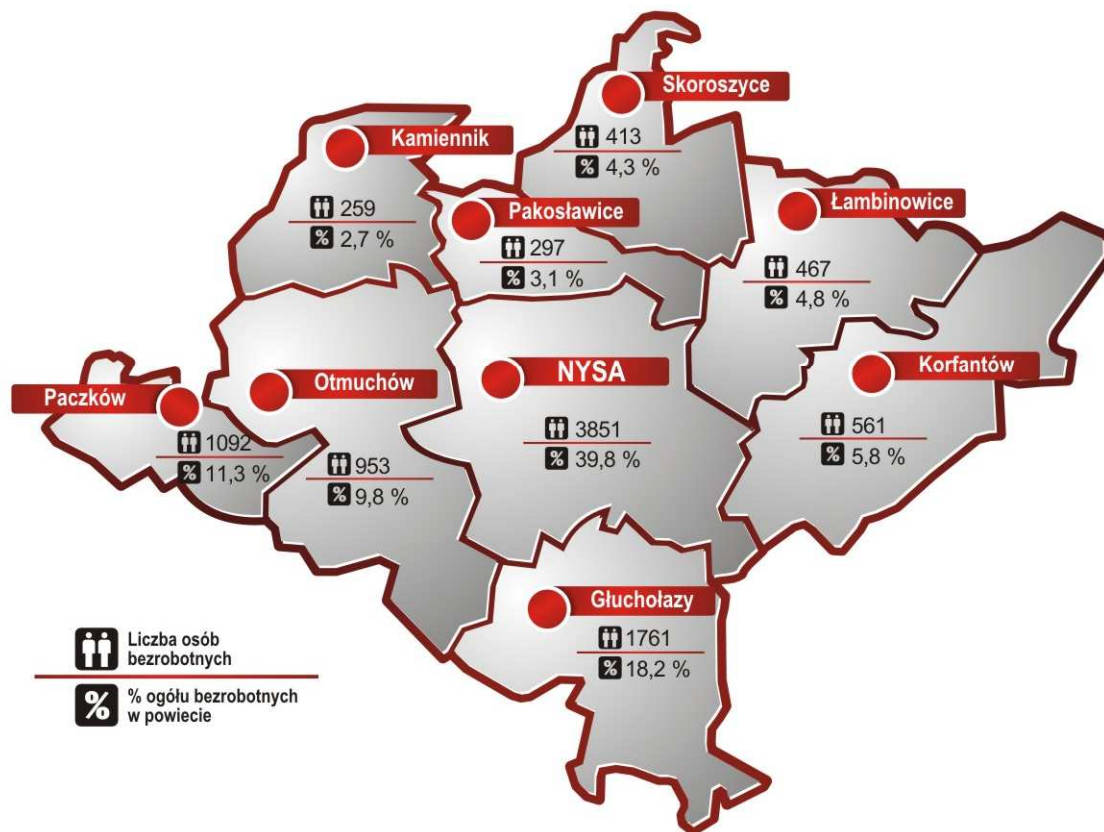 Skoroszyce
413
4,3 %
Kamiennik
259
2,7 %
Pakosławice
297
3,1 %
Łambinowice
467
4,8 %
Paczków
1092
11,3 %
Otmuchów
953
9,8 %
NYSA
3851
39,8 %
Korfantów
561
5,8 %
Głuchołazy
1761
18,2 %
Liczba osób
bezrobotnych
% ogółu bezrobotnych
w powiecie